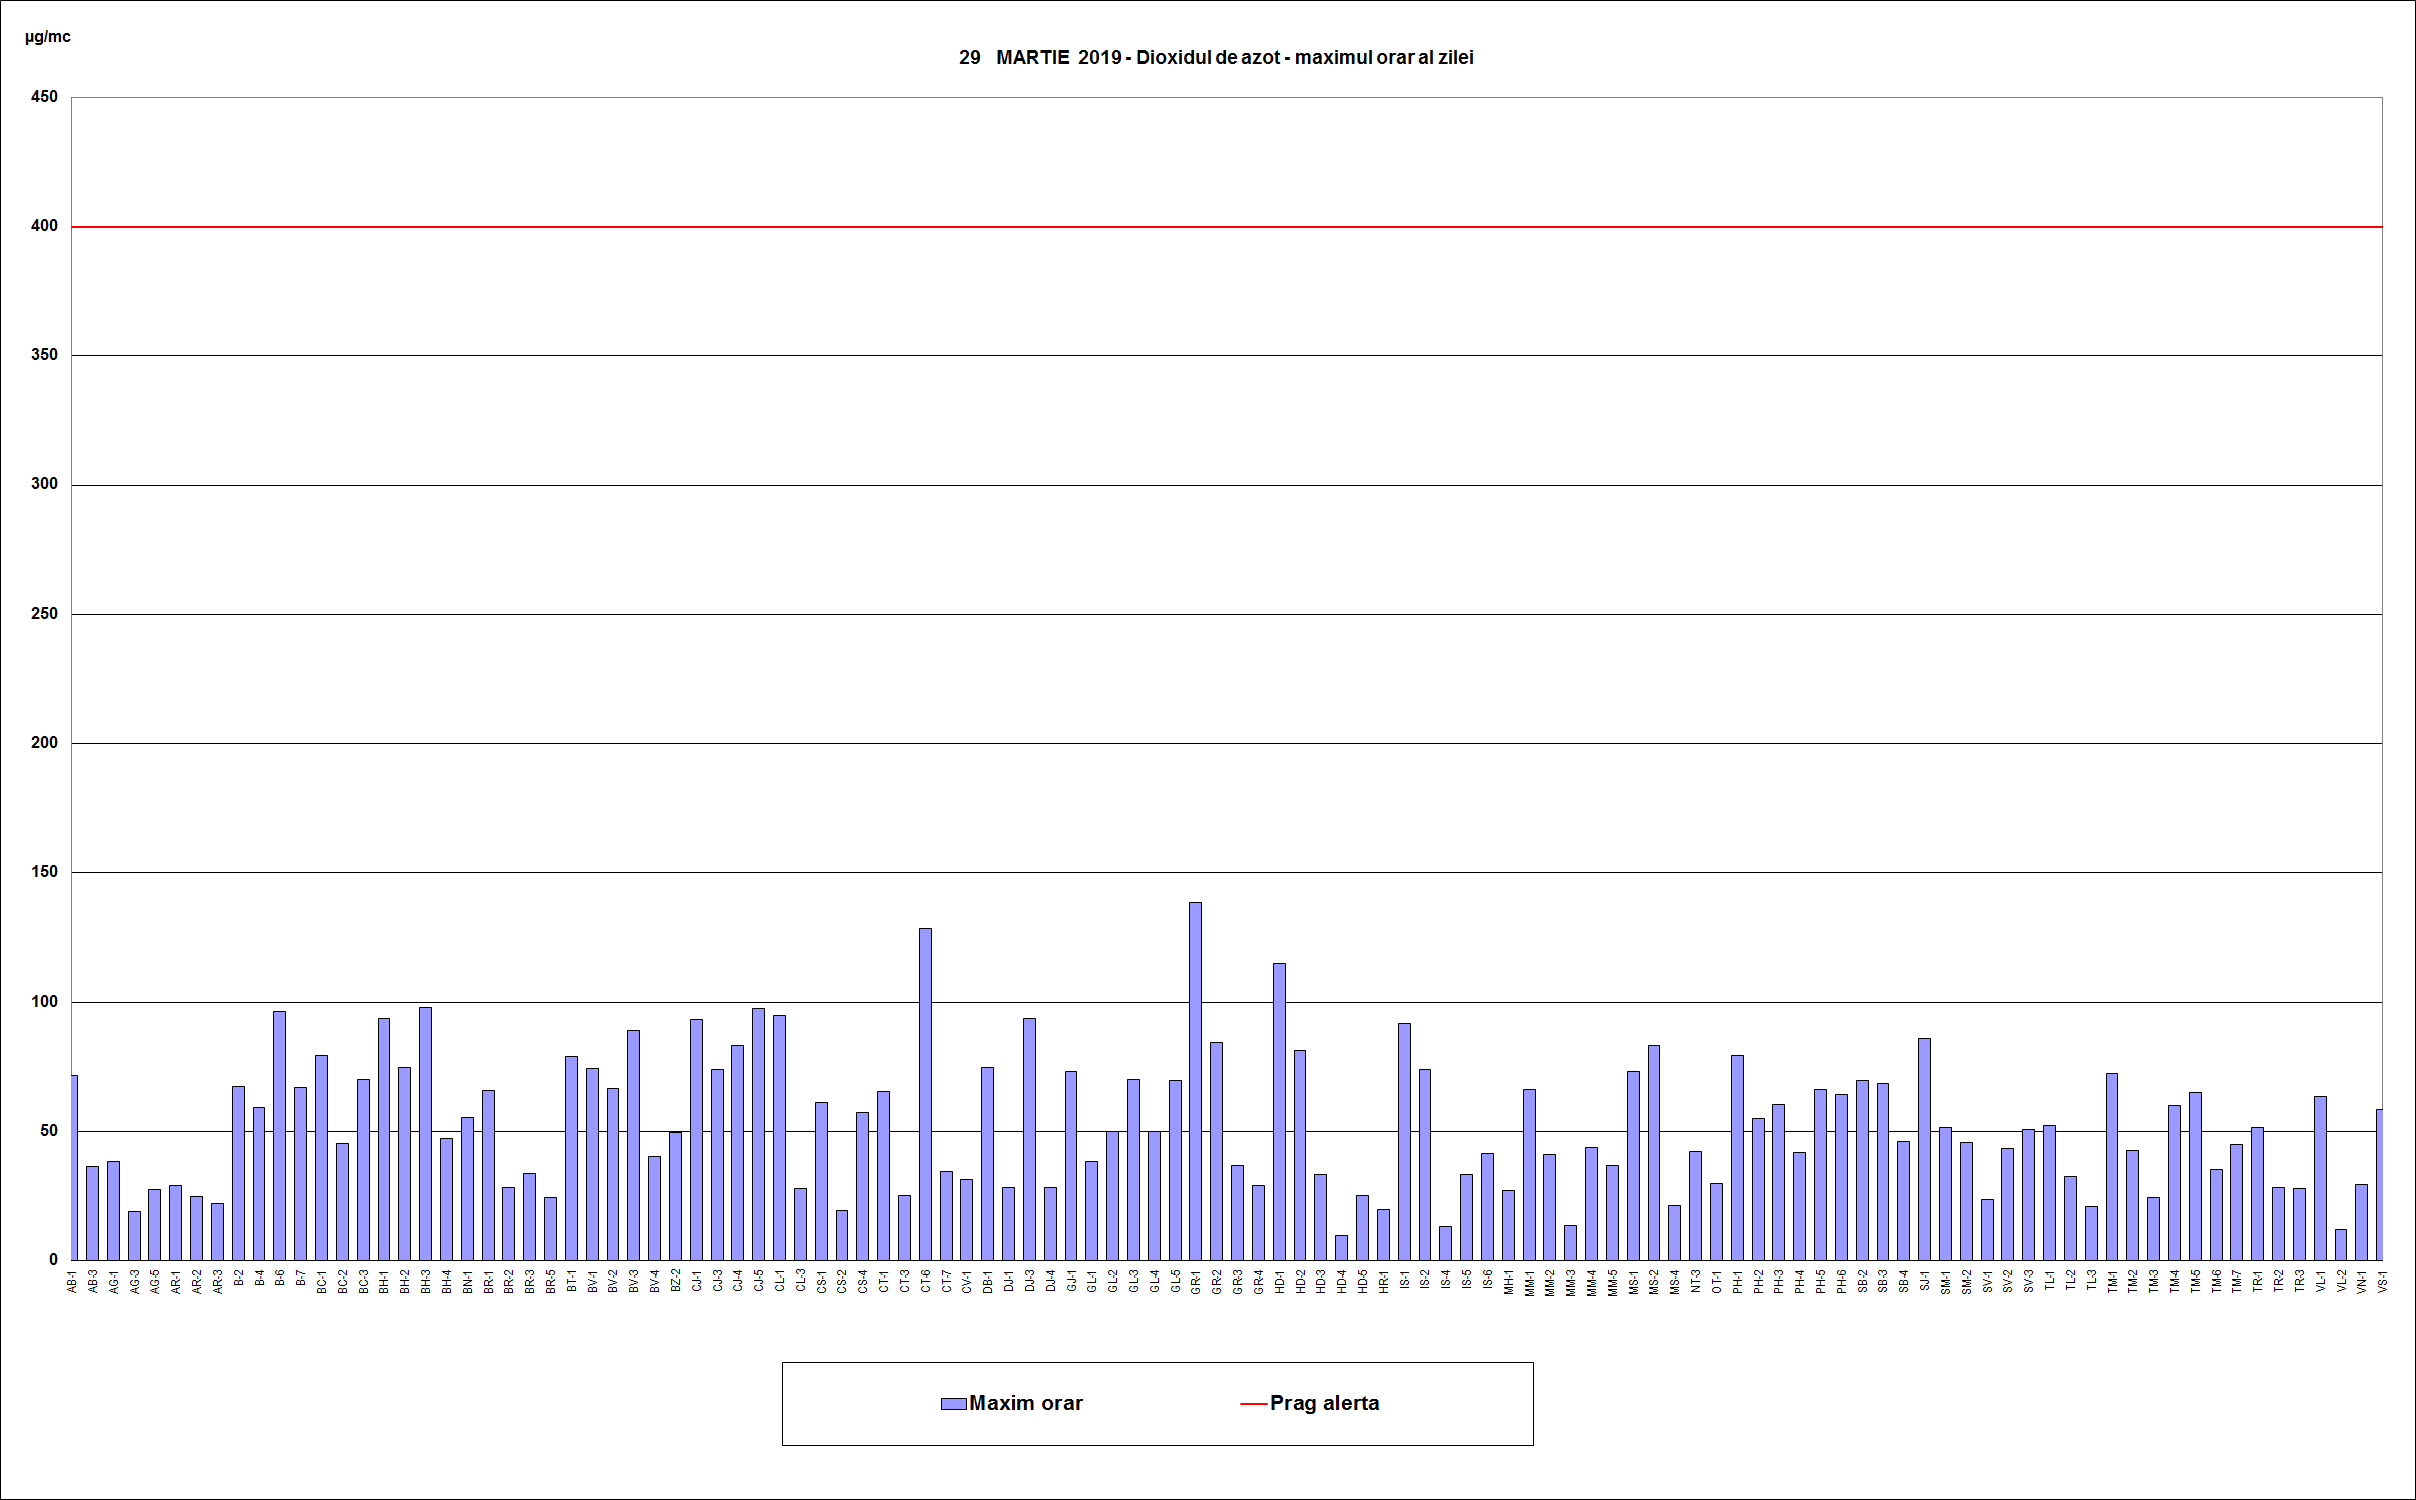 µg/mc
29 MARTIE 2019 - Dioxidul de azot - maximul orar al zilei
450
400
350
300
250
200
150
100
50
0
AB-1 AB-3 AG-1 AG-3 AG-5 AR-1 AR-2 AR-3 B-2 B-4 B-6 B-7 BC-1 BC-2 BC-3 BH-1 BH-2 BH-3 BH-4 BN-1 BR-1 BR-2 BR-3 BR-5 BT-1 BV-1 BV-2 BV-3 BV-4 BZ-2 CJ-1 CJ-3 CJ-4 CJ-5 CL-1 CL-3 CS-1 CS-2 CS-4 CT-1 CT-3 CT-6 CT-7 CV-1 DB-1 DJ-1 DJ-3 DJ-4 GJ-1 GL-1 GL-2 GL-3 GL-4 GL-5 GR-1 GR-2 GR-3 GR-4 HD-1 HD-2 HD-3 HD-4 HD-5 HR-1 IS-1 IS-2 IS-4 IS-5 IS-6 MH-1 MM-1 MM-2 MM-3 MM-4 MM-5 MS-1 MS-2 MS-4 NT-3 OT-1 PH-1 PH-2 PH-3 PH-4 PH-5 PH-6 SB-2 SB-3 SB-4 SJ-1 SM-1 SM-2 SV-1 SV-2 SV-3 TL-1 TL-2 TL-3 TM-1 TM-2 TM-3 TM-4 TM-5 TM-6 TM-7 TR-1 TR-2 TR-3 VL-1 VL-2 VN-1 VS-1
Maxim orar Prag alerta